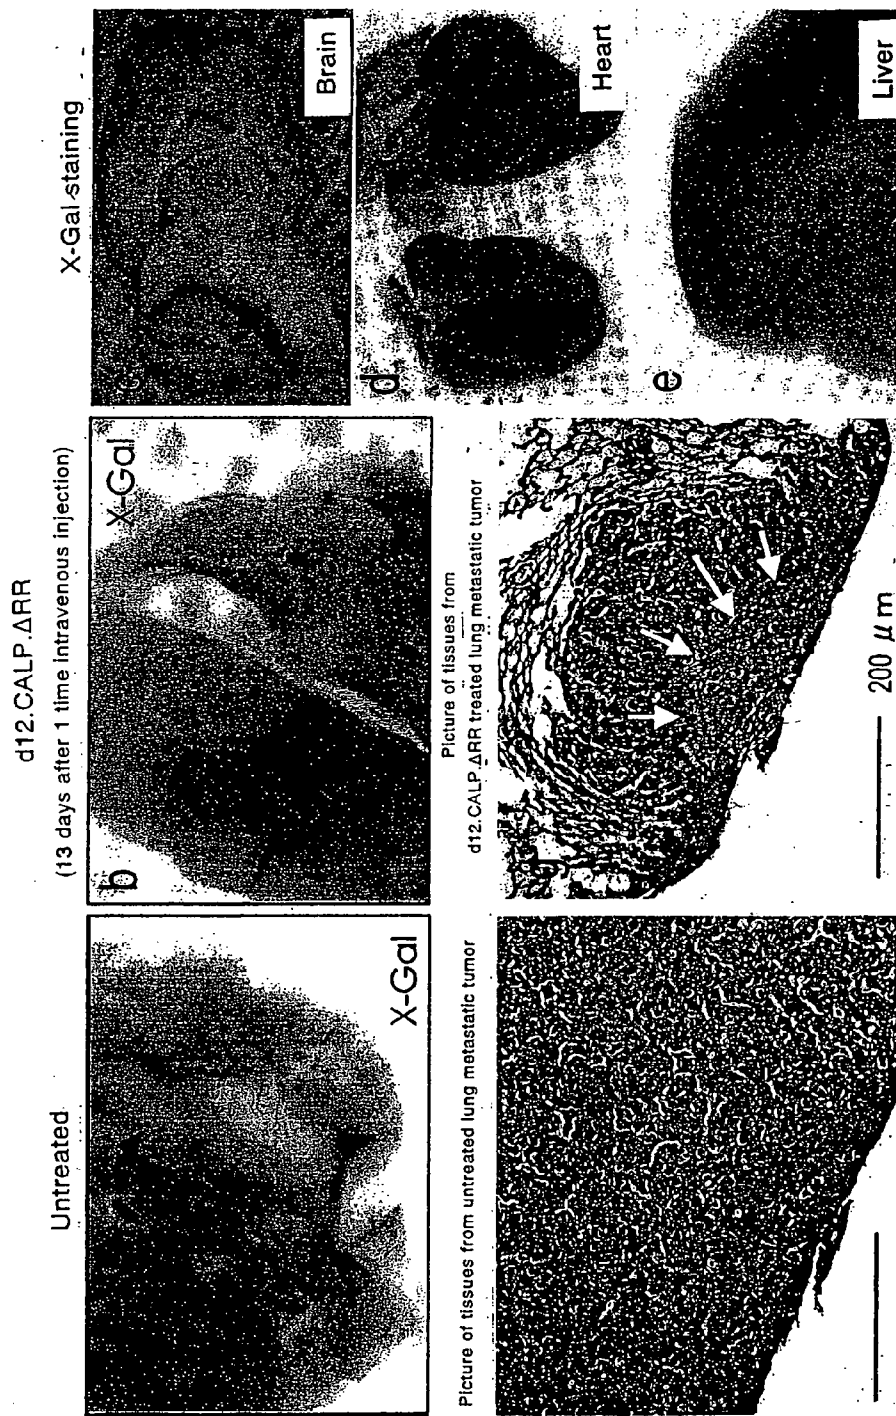 Untreated
X-Gal
Picture of tissues from untreated lung metastatic tumor
d12.CALP.ΔRR
(13 days after 1 time intravenous injection)
b
X-Gal
Picture of tissues from
d12.CALP.ΔRR treated lung metastatic tumor
200 μm
X-Gal staining
c
Brain
d
Heart
e
Liver